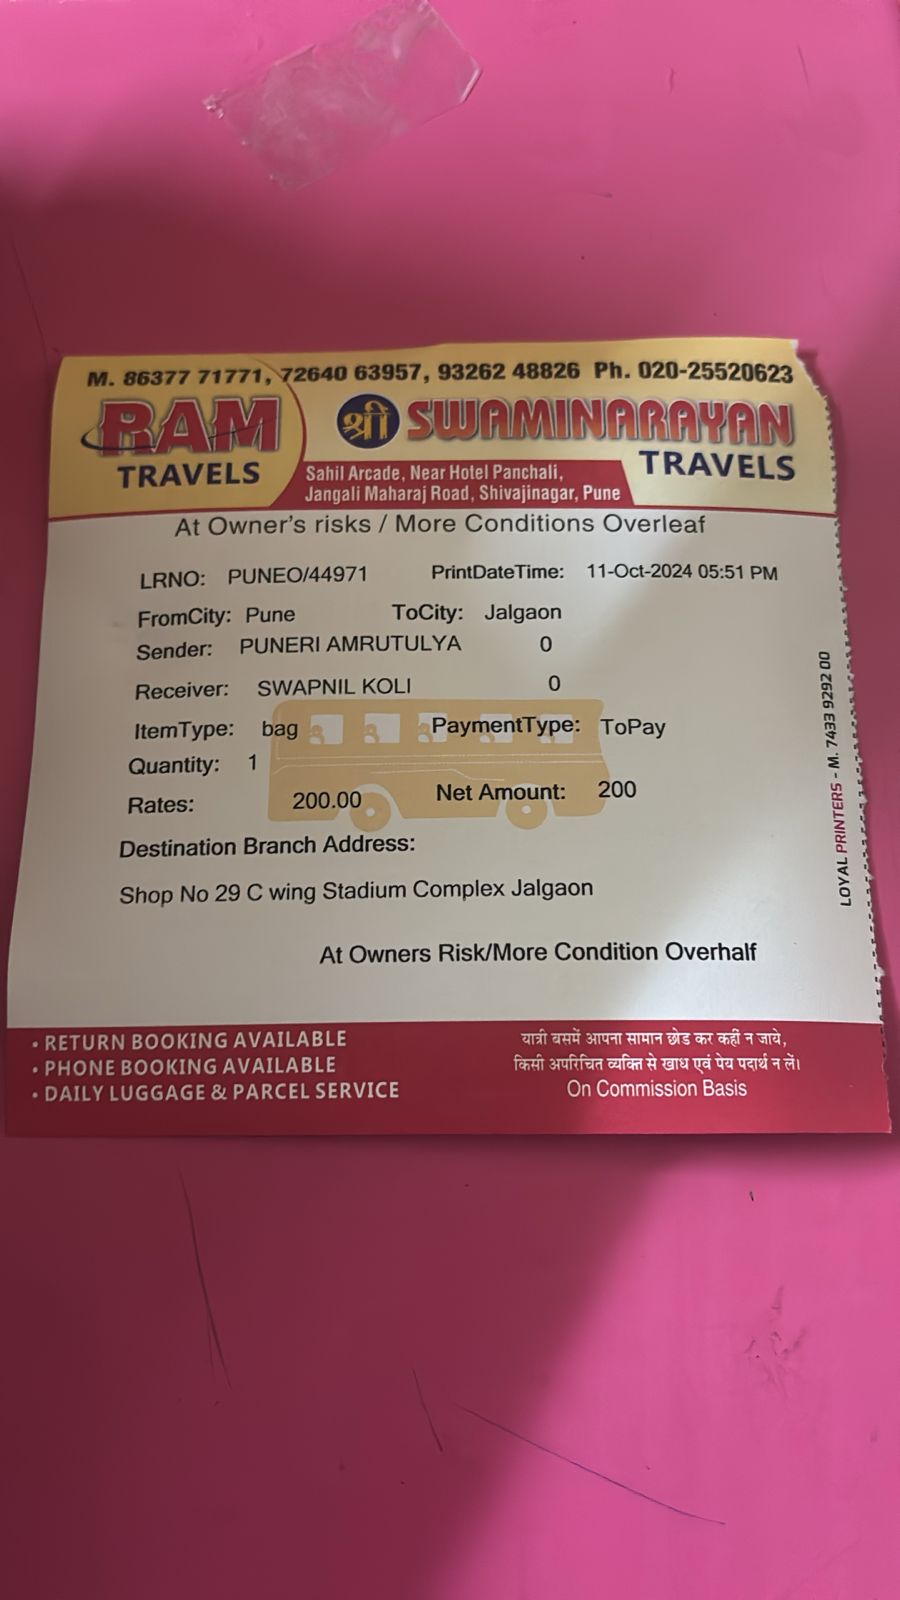 M. 86377 71771, 72640 63957, 93262 48826 Ph. 020-25520623
RAM TRAVELS
श्री SWAMINARAYAN TRAVELS
Sahil Arcade, Near Hotel Panchali,
Jangali Maharaj Road, Shivajinagar, Pune
At Owner's risks / More Conditions Overleaf
LRNO: PUNEO/44971 PrintDateTime: 11-Oct-2024 05:51 PM
FromCity: Pune ToCity: Jalgaon
Sender: PUNERI AMRUTULYA 0
Receiver: SWAPNIL KOLI 0
ItemType: bag PaymentType: ToPay
Quantity: 1
Rates: 200.00 Net Amount: 200
Destination Branch Address:
Shop No 29 C wing Stadium Complex Jalgaon
At Owners Risk/More Condition Overhalf
• RETURN BOOKING AVAILABLE
• PHONE BOOKING AVAILABLE
• DAILY LUGGAGE & PARCEL SERVICE
यात्री बसमें आपना सामान छोड कर कहीं न जाये,
किसी अपरिचित व्यक्ति से खाध एवं पेय पदार्थ न लें।
On Commission Basis
LOYAL PRINTERS - M. 7433 9292 00